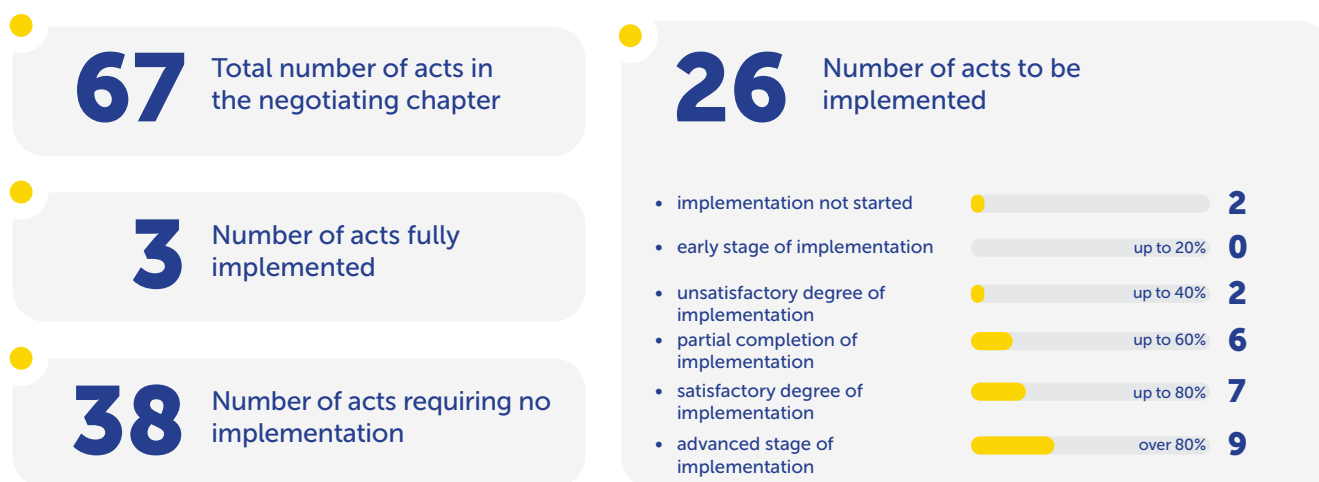 67
Total number of acts in
the negotiating chapter
3
Number of acts fully
implemented
38
Number of acts requiring no
implementation
26
Number of acts to be
implemented
• implementation not started
2
• early stage of implementation
up to 20%
0
• unsatisfactory degree of
implementation
up to 40%
2
• partial completion of
implementation
up to 60%
6
• satisfactory degree of
implementation
up to 80%
7
• advanced stage of
implementation
over 80%
9